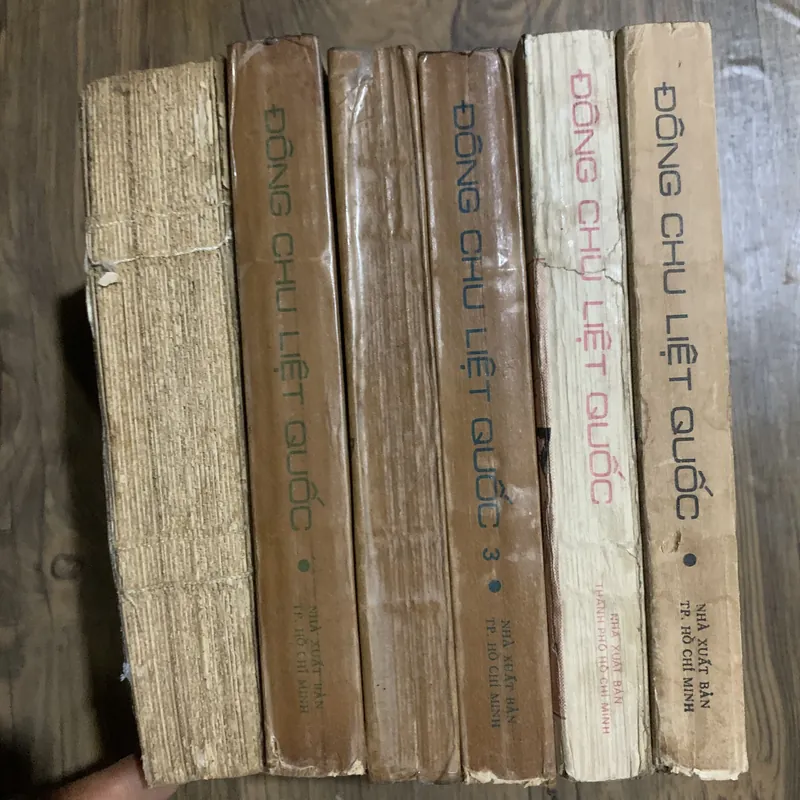 ĐÔNG CHU LIỆT QUỐC •
NHÀ XUẤT BẢN
TP. HỒ CHÍ MINH
ĐÔNG CHU LIỆT QUỐC 3 •
NHÀ XUẤT BẢN
TP. HỒ CHÍ MINH
ĐÔNG CHU LIỆT QUỐC
NHÀ XUẤT BẢN
THÀNH PHỐ HỒ CHÍ MINH
ĐÔNG CHU LIỆT QUỐC •
NHÀ XUẤT BẢN
TP. HỒ CHÍ MINH